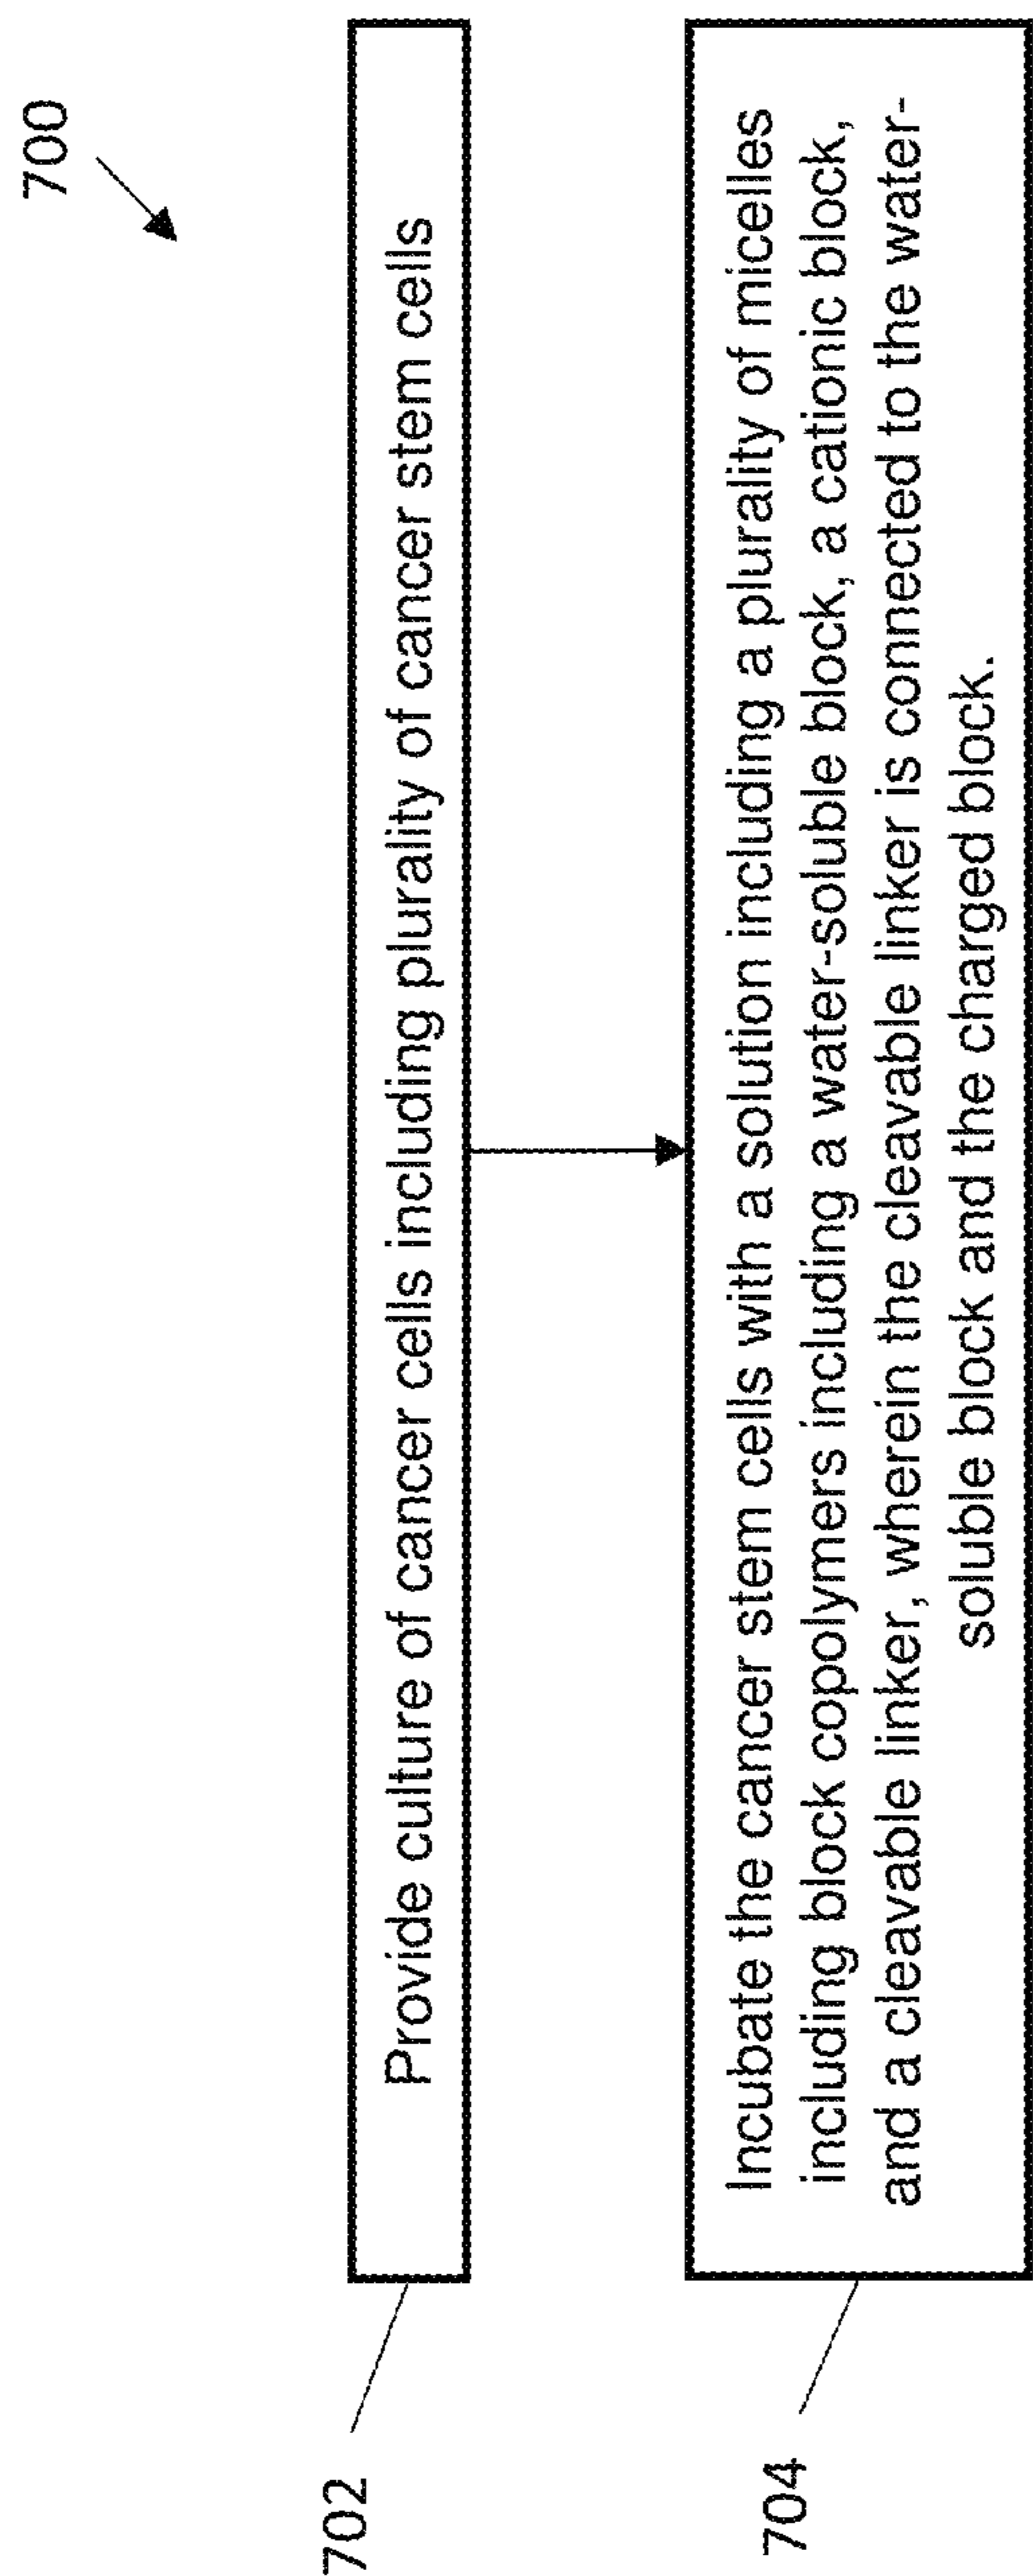 700
702
Provide culture of cancer cells including plurality of cancer stem cells
704
Incubate the cancer stem cells with a solution including a plurality of micelles
including block copolymers including a water-soluble block, a cationic block,
and a cleavable linker, wherein the cleavable linker is connected to the water-
soluble block and the charged block.